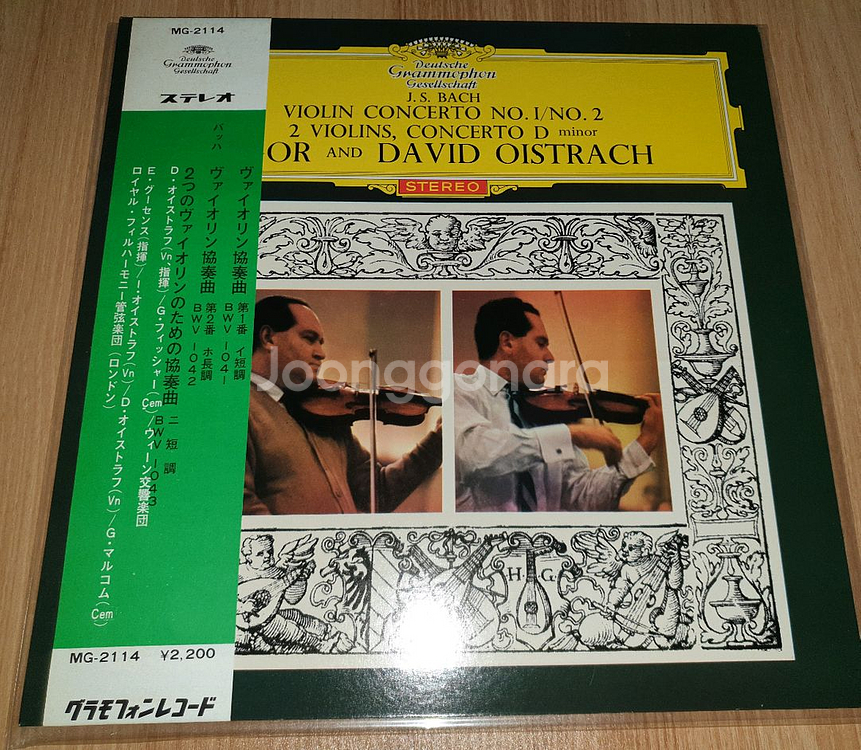 MG-2114
Deutsche
Grammophon
Gesellschaft
ステレオ
バッハ
ヴァイオリン協奏曲 第1番 イ短調 BWV 1041
ヴァイオリン協奏曲 第2番 ホ長調 BWV 1042
2つのヴァイオリンのための協奏曲 ニ短調 BWV 1043
D・オイストラフ(Vn、指揮)/G・フィッシャー(Cem)/ウィーン交響楽団
E・グーセンス(指揮)/I・オイストラフ(Vn)/D・オイストラフ(Vn)/G・マルコム(Cem)
ロイヤル・フィルハーモニー管弦楽団(ロンドン)
MG-2114 ¥2,200
グラモフォンレコード
Deutsche
Grammophon
Gesellschaft
J. S. BACH
VIOLIN CONCERTO NO. 1/NO. 2
2 VIOLINS, CONCERTO D minor
OR AND DAVID OISTRACH
STEREO
Joonggonara
H G